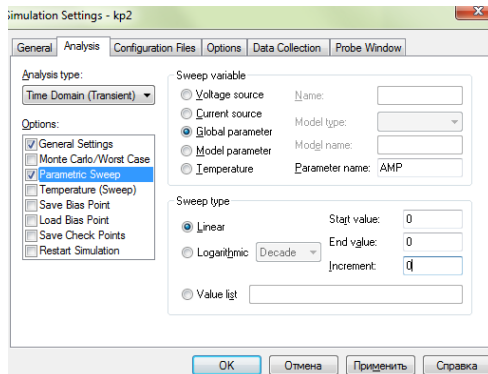 Simulation Settings - kp2
General Analysis Configuration Files Options Data Collection Probe Window
Analysis type:
Time Domain (Transient)
Options:
General Settings
Monte Carlo/Worst Case
Parametric Sweep
Temperature (Sweep)
Save Bias Point
Load Bias Point
Save Check Points
Restart Simulation
Sweep variable
Voltage source
Current source
Global parameter
Model parameter
Temperature
Name:
Model type:
Model name:
Parameter name: AMP
Sweep type
Linear
Logarithmic Decade
Value list
Start value: 0
End value: 0
Increment: 0
OK Отмена Применить Справка